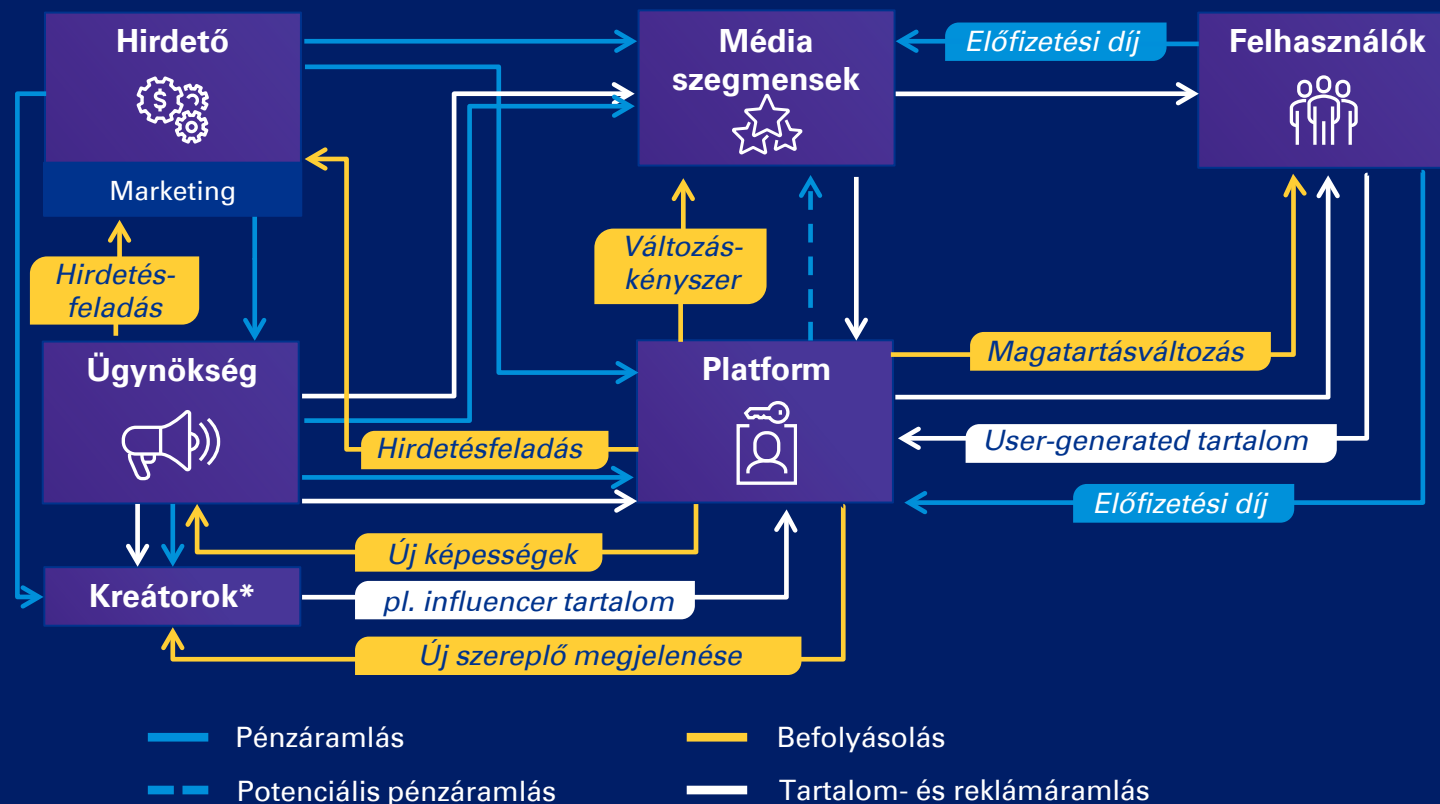 Hirdető
Marketing
Média
szegmensek
Előfizetési díj
Felhasználók
Hirdetés-
feladás
Változás-
kényszer
Ügynökség
Platform
Magatartásváltozás
Hirdetésfeladás
User-generated tartalom
Előfizetési díj
Új képességek
Kreátorok*
pl. influencer tartalom
Új szereplő megjelenése
Pénzáramlás
Befolyásolás
Potenciális pénzáramlás
Tartalom- és reklámáramlás